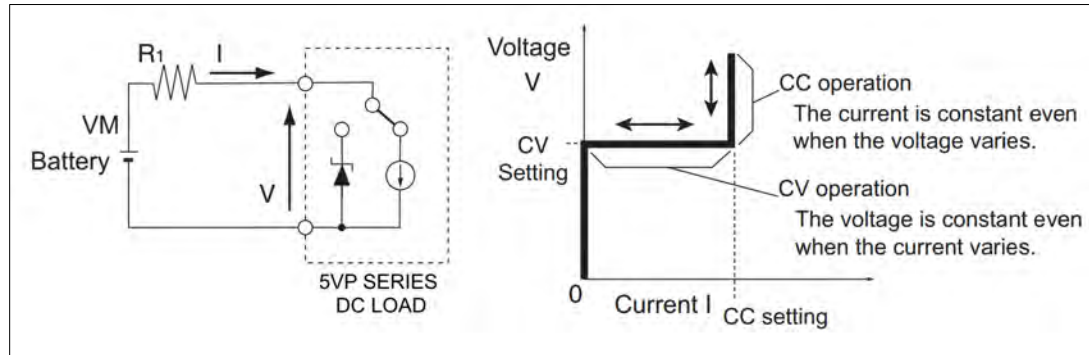 R1
I
VM
Battery
V
5VP SERIES
DC LOAD
Voltage
V
CV
Setting
0
Current I
CC setting
CC operation
The current is constant even
when the voltage varies.
CV operation
The voltage is constant even
when the current varies.